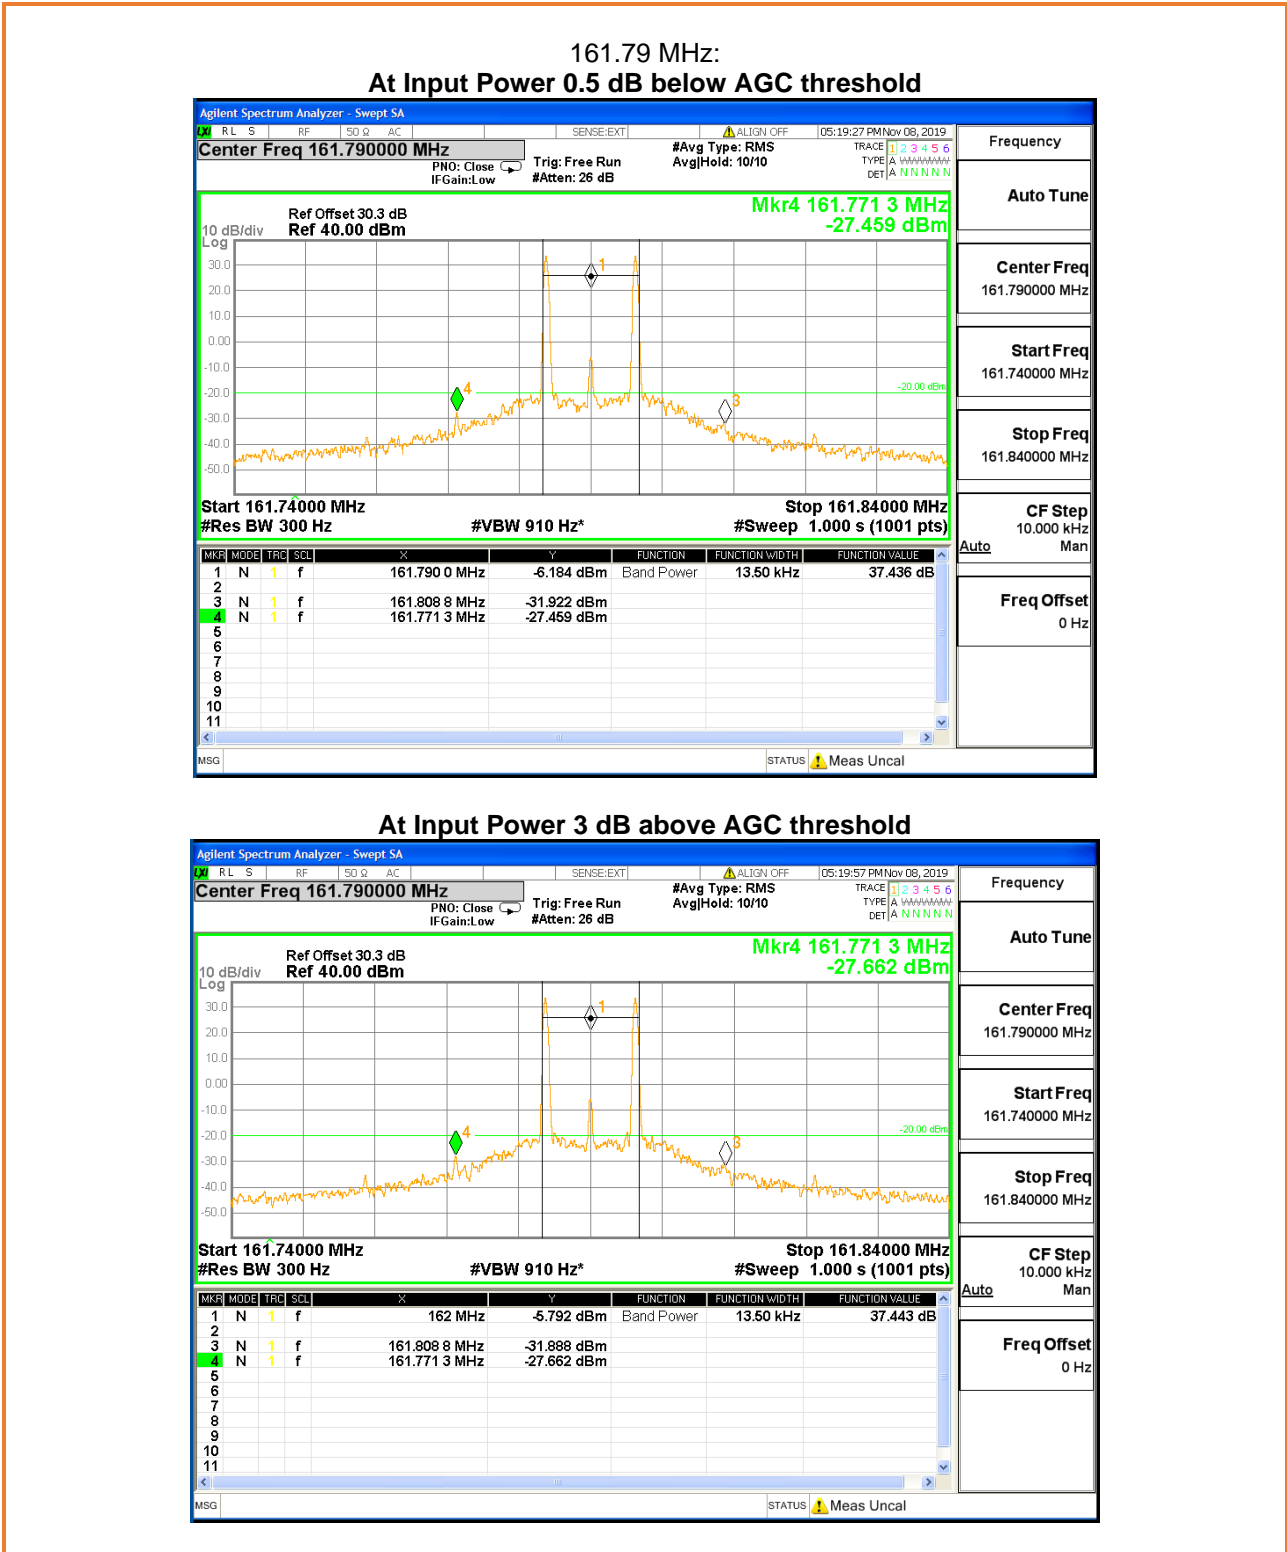 161.79 MHz:
At Input Power 0.5 dB below AGC threshold
Agilent Spectrum Analyzer - Swept SA
LXI RL S RF 50 Ω AC SENSE:EXT ALIGN OFF 05:19:27 PM Nov 08, 2019
Center Freq 161.790000 MHz
PNO: Close
IFGain:Low
Trig: Free Run
#Atten: 26 dB
#Avg Type: RMS
Avg|Hold: 10/10
TRACE 1 2 3 4 5 6
TYPE A WWWWW
DET A N N N N N
Frequency
Auto Tune
Center Freq
161.790000 MHz
Start Freq
161.740000 MHz
Stop Freq
161.840000 MHz
CF Step
10.000 kHz
Auto Man
Freq Offset
0 Hz
Mkr4 161.771 3 MHz
-27.459 dBm
Ref Offset 30.3 dB
10 dB/div Ref 40.00 dBm
Log
30.0
20.0
10.0
0.00
-10.0
-20.0
-30.0
-40.0
-50.0
1
4
3
-20.00 dBm
Start 161.74000 MHz Stop 161.84000 MHz
#Res BW 300 Hz #VBW 910 Hz* #Sweep 1.000 s (1001 pts)
MKR MODE TRC SCL X Y FUNCTION FUNCTION WIDTH FUNCTION VALUE
1 N 1 f 161.790 0 MHz -6.184 dBm Band Power 13.50 kHz 37.436 dB
2
3 N 1 f 161.808 8 MHz -31.922 dBm
4 N 1 f 161.771 3 MHz -27.459 dBm
5
6
7
8
9
10
11
MSG STATUS Meas Uncal
At Input Power 3 dB above AGC threshold
Agilent Spectrum Analyzer - Swept SA
LXI RL S RF 50 Ω AC SENSE:EXT ALIGN OFF 05:19:57 PM Nov 08, 2019
Center Freq 161.790000 MHz
PNO: Close
IFGain:Low
Trig: Free Run
#Atten: 26 dB
#Avg Type: RMS
Avg|Hold: 10/10
TRACE 1 2 3 4 5 6
TYPE A WWWWW
DET A N N N N N
Frequency
Auto Tune
Center Freq
161.790000 MHz
Start Freq
161.740000 MHz
Stop Freq
161.840000 MHz
CF Step
10.000 kHz
Auto Man
Freq Offset
0 Hz
Mkr4 161.771 3 MHz
-27.662 dBm
Ref Offset 30.3 dB
10 dB/div Ref 40.00 dBm
Log
30.0
20.0
10.0
0.00
-10.0
-20.0
-30.0
-40.0
-50.0
1
4
3
-20.00 dBm
Start 161.74000 MHz Stop 161.84000 MHz
#Res BW 300 Hz #VBW 910 Hz* #Sweep 1.000 s (1001 pts)
MKR MODE TRC SCL X Y FUNCTION FUNCTION WIDTH FUNCTION VALUE
1 N 1 f 162 MHz -5.792 dBm Band Power 13.50 kHz 37.443 dB
2
3 N 1 f 161.808 8 MHz -31.888 dBm
4 N 1 f 161.771 3 MHz -27.662 dBm
5
6
7
8
9
10
11
MSG STATUS Meas Uncal